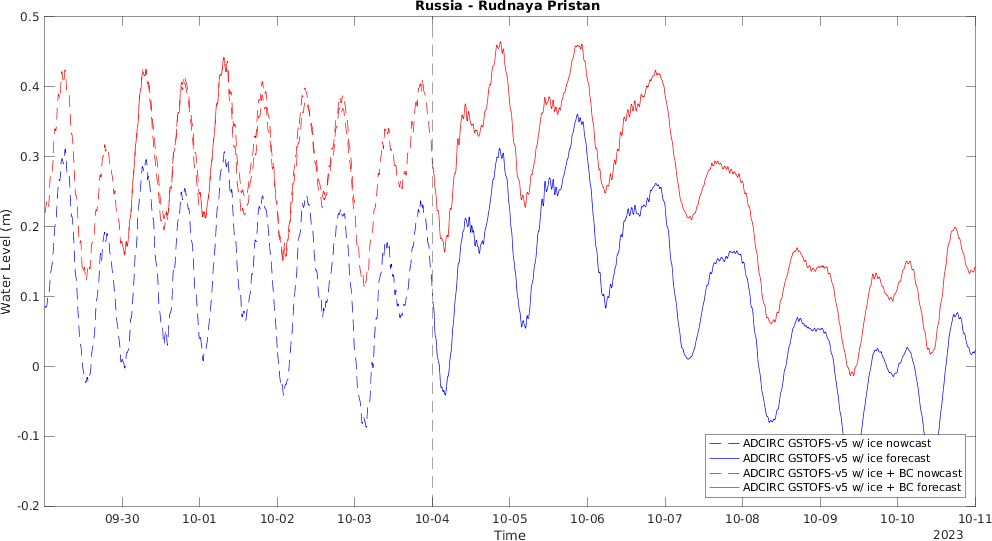 Russia - Rudnaya Pristan
0.5
0.4
0.3
0.2
0.1
0
-0.1
-0.2
Water Level (m)
ADCIRC GSTOFS-v5 w/ ice nowcast
ADCIRC GSTOFS-v5 w/ ice forecast
ADCIRC GSTOFS-v5 w/ ice + BC nowcast
ADCIRC GSTOFS-v5 w/ ice + BC forecast
09-30 10-01 10-02 10-03 10-04 10-05 10-06 10-07 10-08 10-09 10-10 10-11
Time
2023